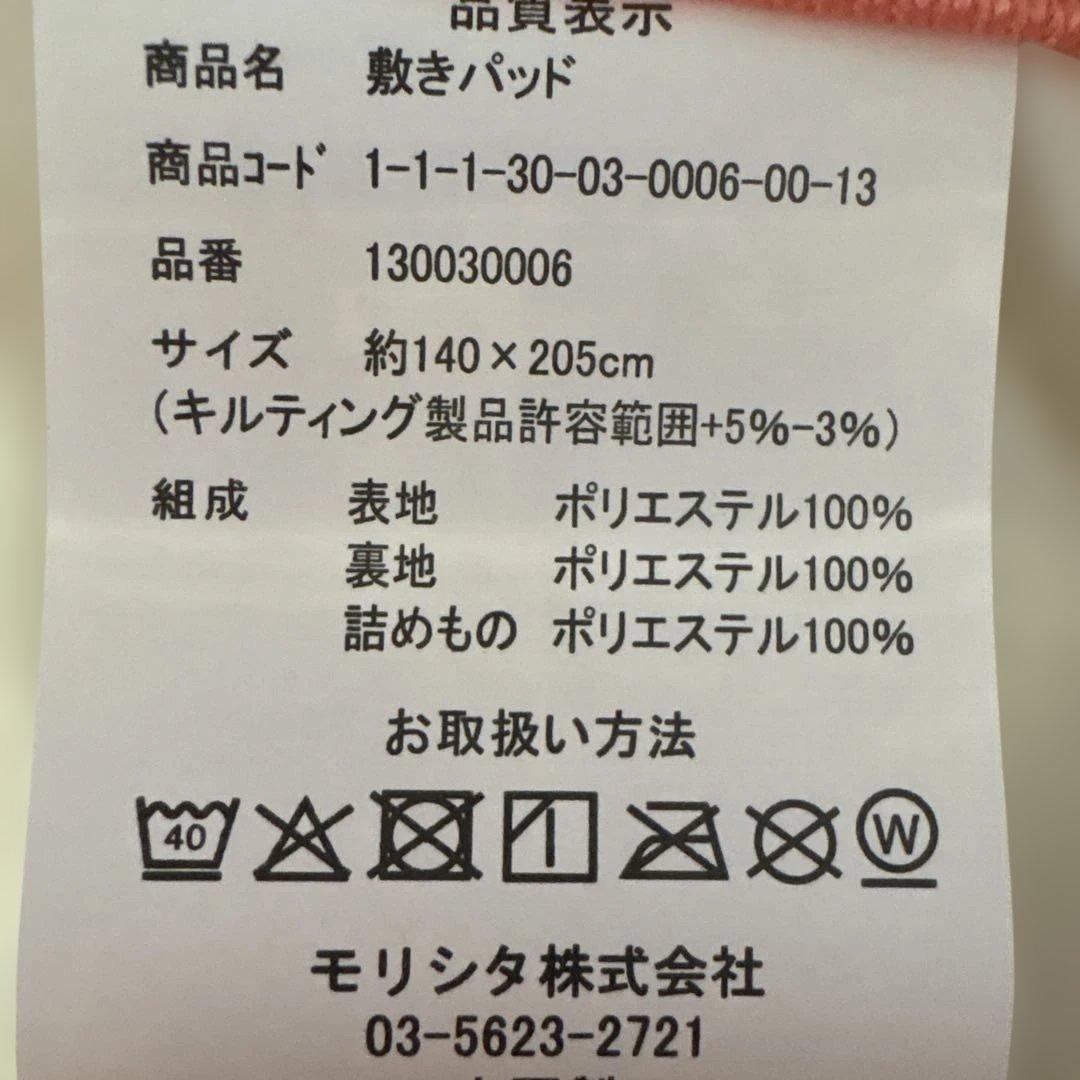 品質表示
商品名 敷きパッド
商品ｺｰﾄﾞ 1-1-1-30-03-0006-00-13
品番 130030006
サイズ 約140×205cm
(キルティング製品許容範囲+5%-3%)
組成 表地 ポリエステル100%
裏地 ポリエステル100%
詰めもの ポリエステル100%
お取扱い方法
40 W
モリシタ株式会社
03-5623-2721